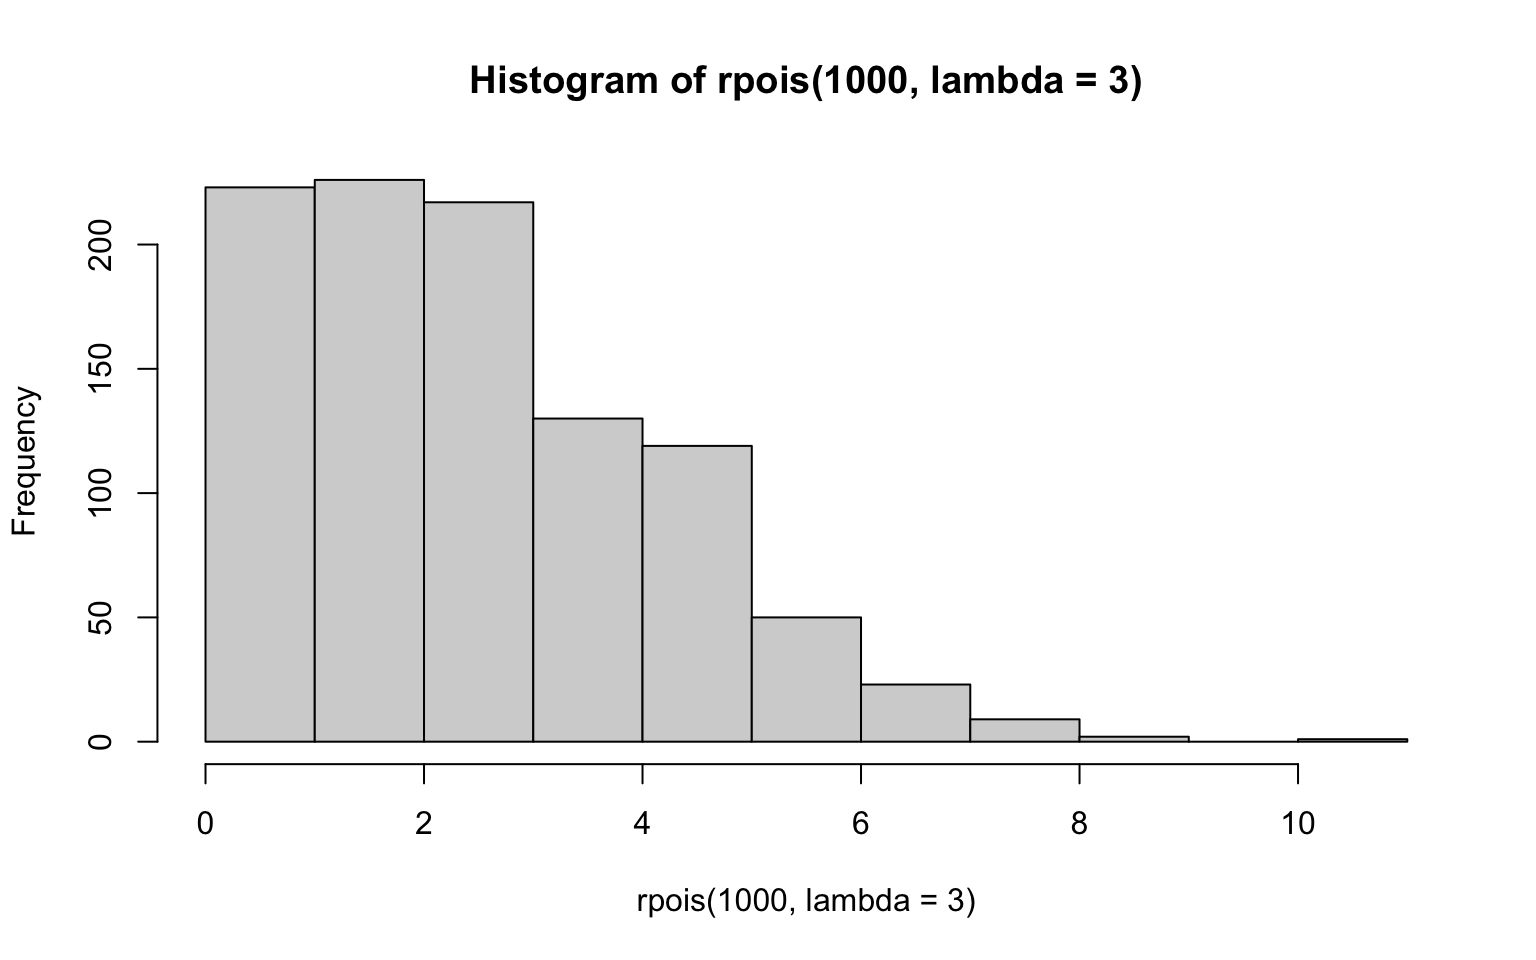 Histogram of rpois(1000, lambda = 3)
Frequency
200
150
100
50
0
0 2 4 6 8 10
rpois(1000, lambda = 3)